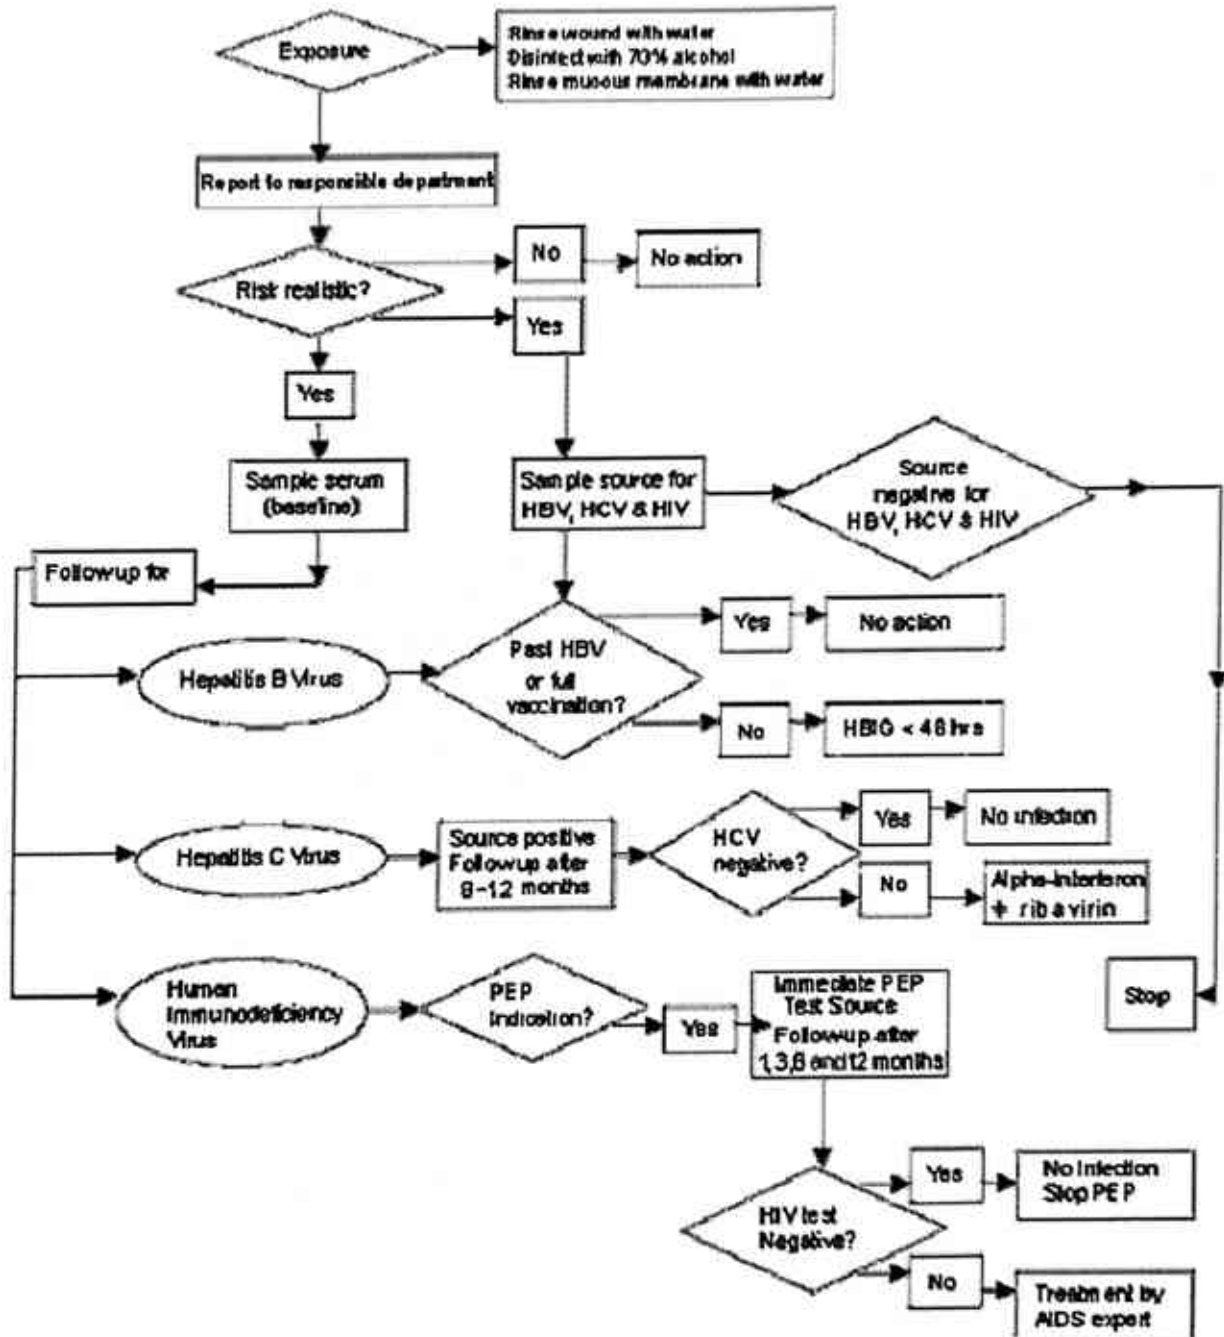 Exposure
Rinse wound with water
Disinfect with 70% alcohol
Rinse mucous membrane with water
Report to responsible department
Risk realistic?
No
No action
Yes
Yes
Sample serum
(baseline)
Sample source for
HBV, HCV & HIV
Source
negative for
HBV, HCV & HIV
Followup for
Hepatitis B Virus
Past HBV
or full
vaccination?
Yes
No action
No
HBIG < 48 hrs
Hepatitis C Virus
Source positive
Followup after
months
HCV
negative?
Yes
No infection
No
Alpha-interferon
+ ribavirin
Human
Immunodeficiency
Virus
PEP
Indication?
Yes
Immediate PEP
Test Source
Followup after
1,3,6 and 12 months
Stop
HIV test
Negative?
Yes
No Infection
Stop PEP
No
Treatment by
AIDS expert